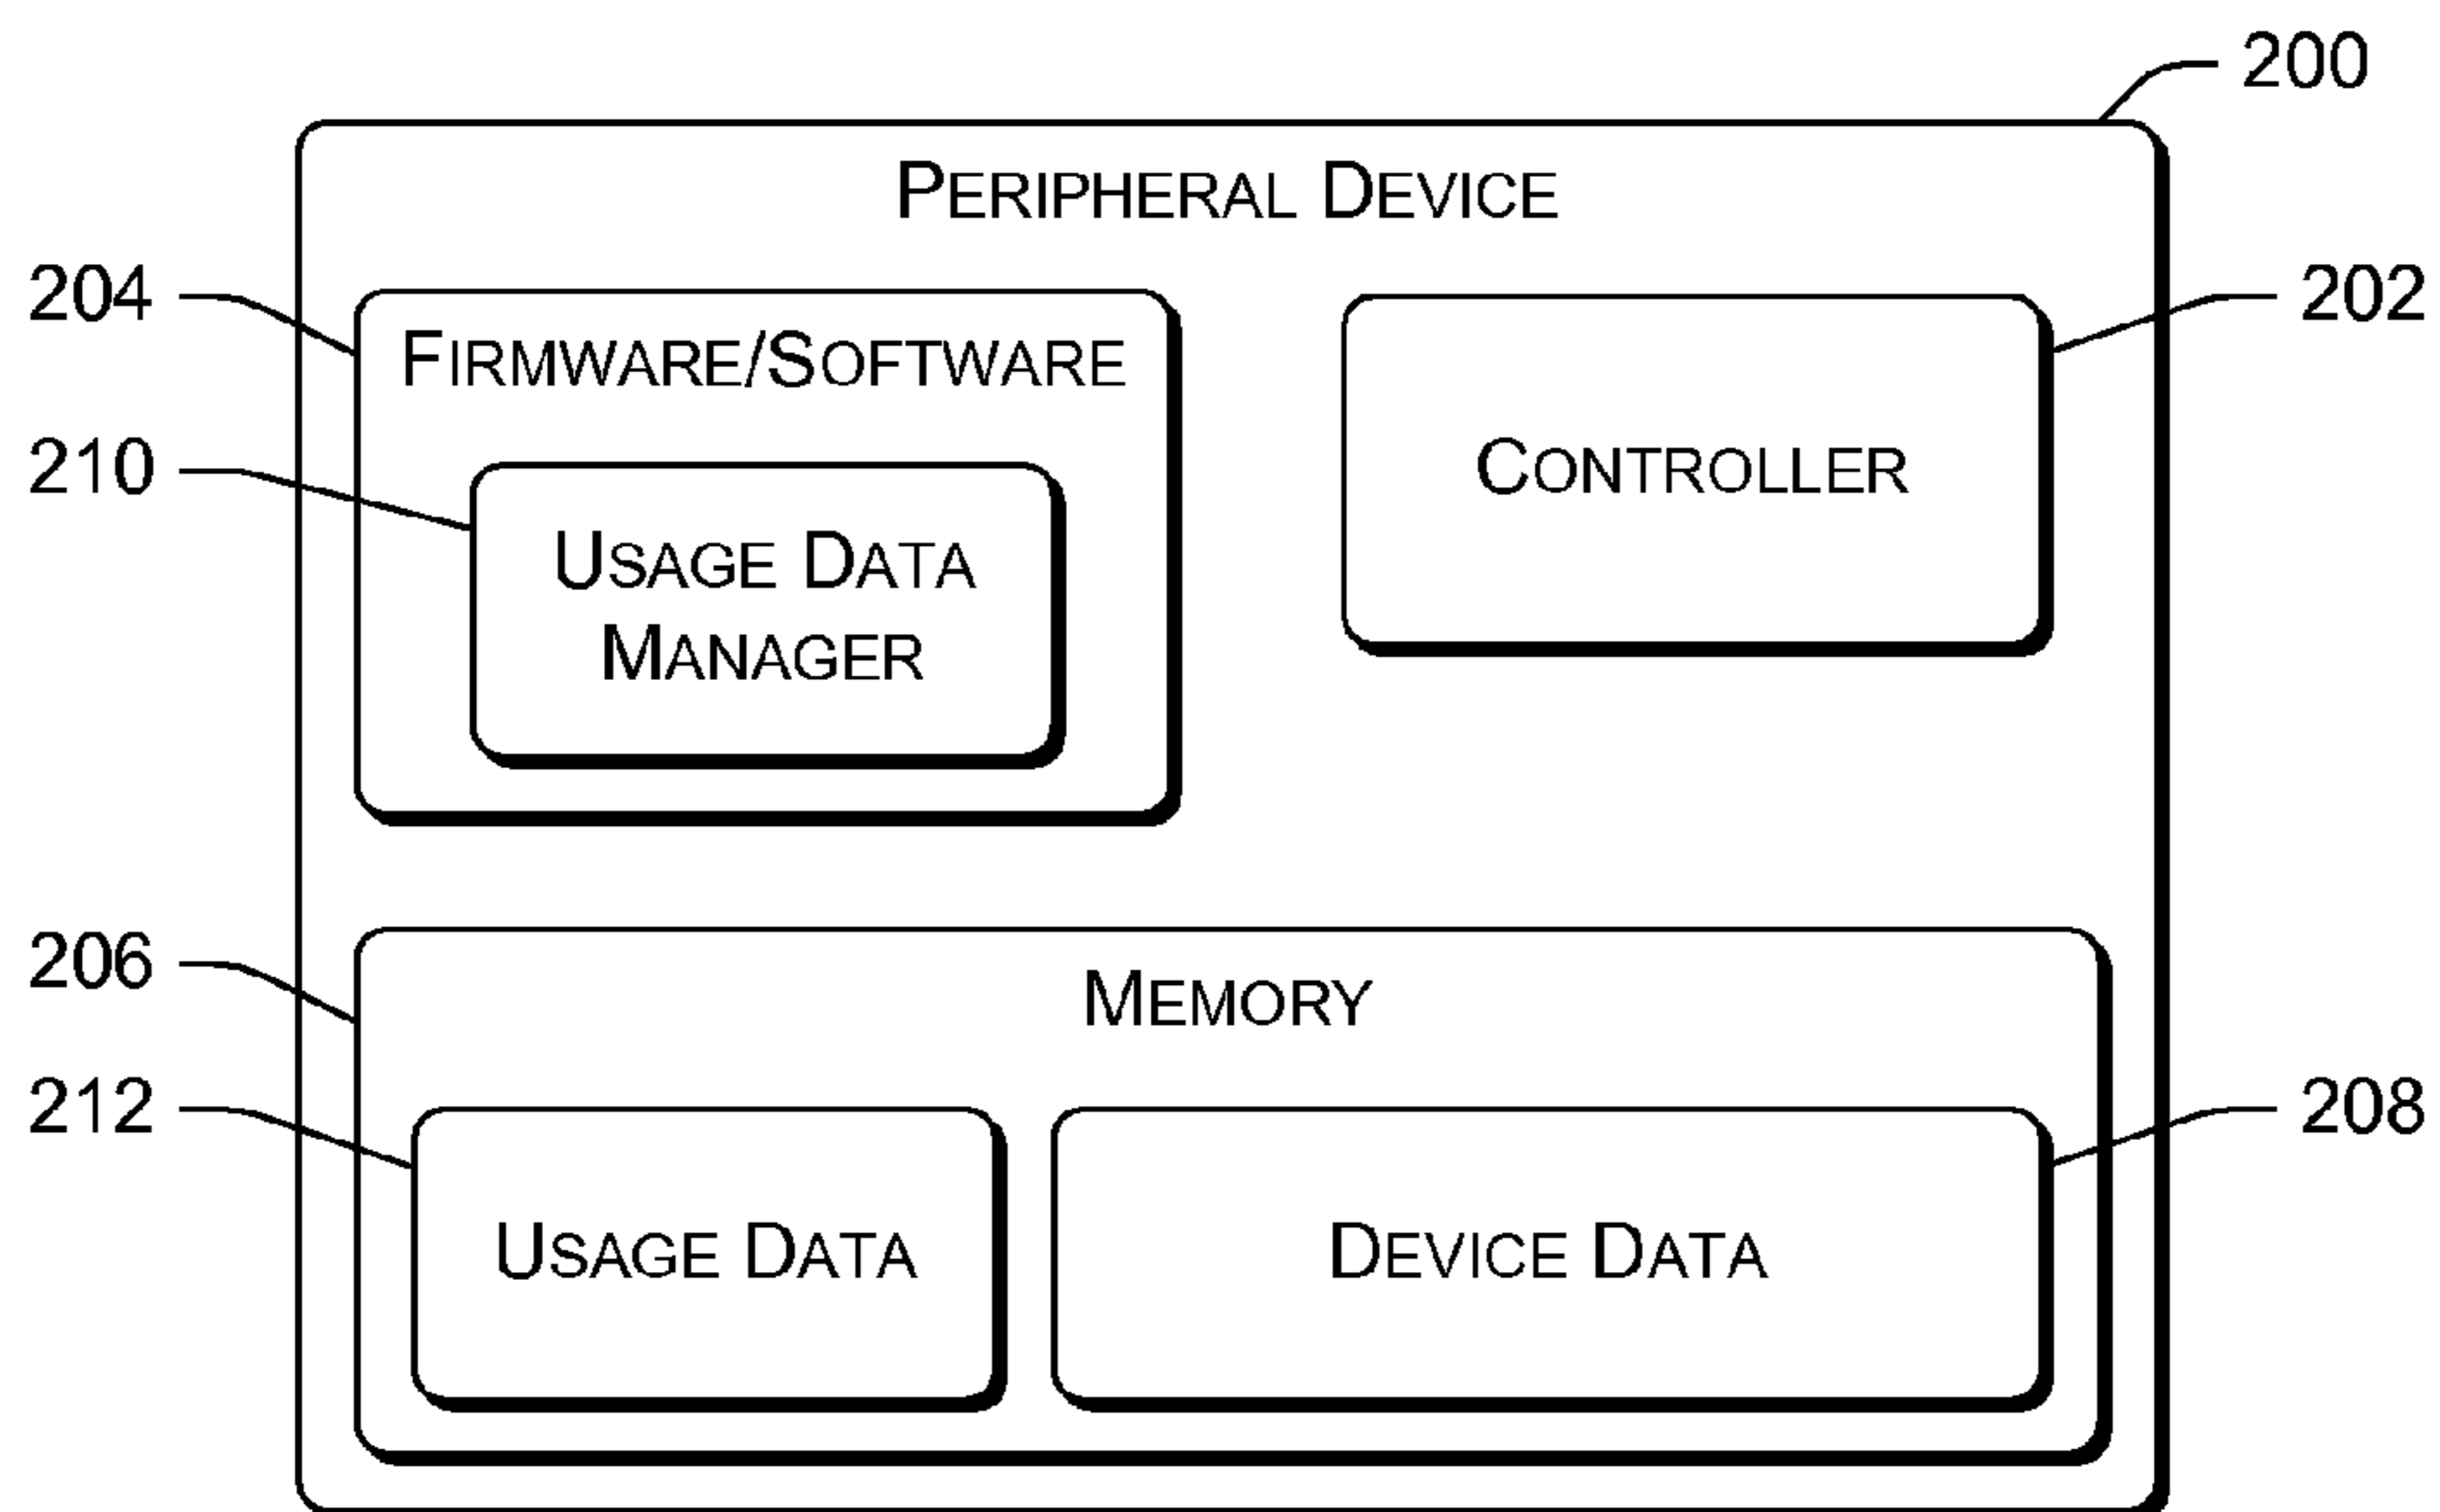 200
PERIPHERAL DEVICE
204
202
FIRMWARE/SOFTWARE
210
CONTROLLER
USAGE DATA
MANAGER
206
MEMORY
212
208
USAGE DATA
DEVICE DATA